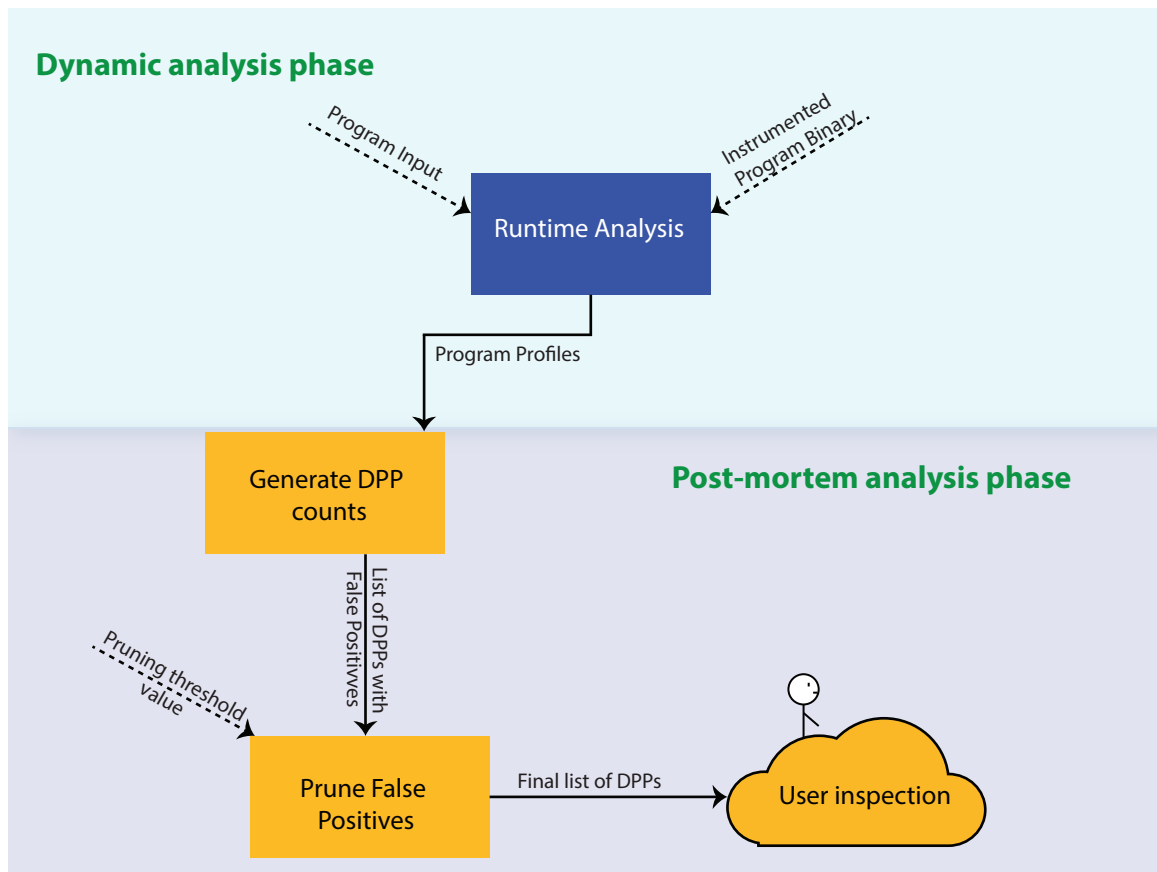 Dynamic analysis phase
Program Input
Instrumented
Program Binary
Runtime Analysis
Program Profiles
Generate DPP
counts
Post-mortem analysis phase
List of DPPs with
False Positivves
Pruning threshold
value
Prune False
Positives
Final list of DPPs
User inspection